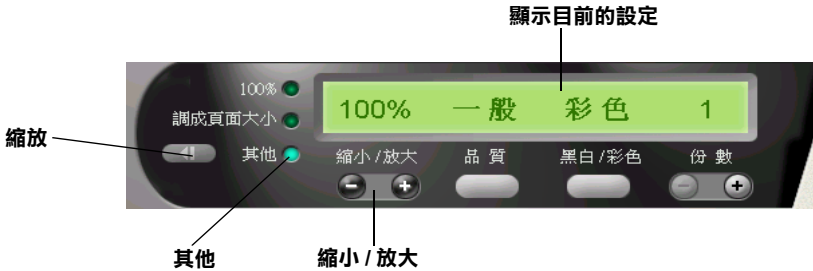 顯示目前的設定
100%
調成頁面大小
其他
100% 一般 彩色 1
縮小/放大 品質 黑白/彩色 份數
縮放
其他
縮小 / 放大